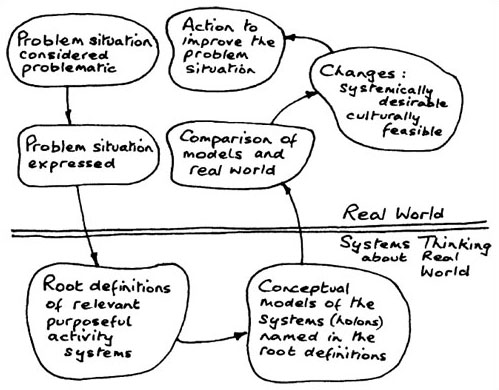 Problem situation
considered
problematic
Problem situation
expressed
Root definitions
of relevant
purposeful
activity
systems
Conceptual
models of the
systems (holons)
named in the
root definitions
Comparison of
models and
real world
Changes:
systemically
desirable
culturally
feasible
Action to
improve the
problem
situation
Real World
Systems Thinking
about Real
World